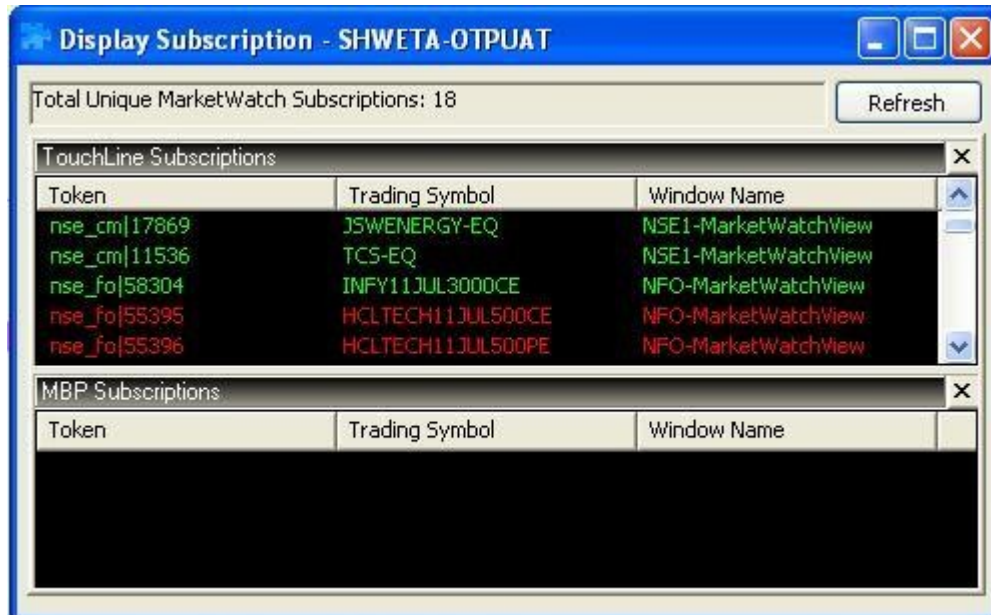 Display Subscription - SHWETA-OTPUAT
Total Unique MarketWatch Subscriptions: 18 Refresh
TouchLine Subscriptions
Token Trading Symbol Window Name
nse_cm|17869 JSWENERGY-EQ NSE1-MarketWatchView
nse_cm|11536 TCS-EQ NSE1-MarketWatchView
nse_fo|58304 INFY11JUL3000CE NFO-MarketWatchView
nse_fo|55395 HCLTECH11JUL500CE NFO-MarketWatchView
nse_fo|55396 HCLTECH11JUL500PE NFO-MarketWatchView
MBP Subscriptions
Token Trading Symbol Window Name